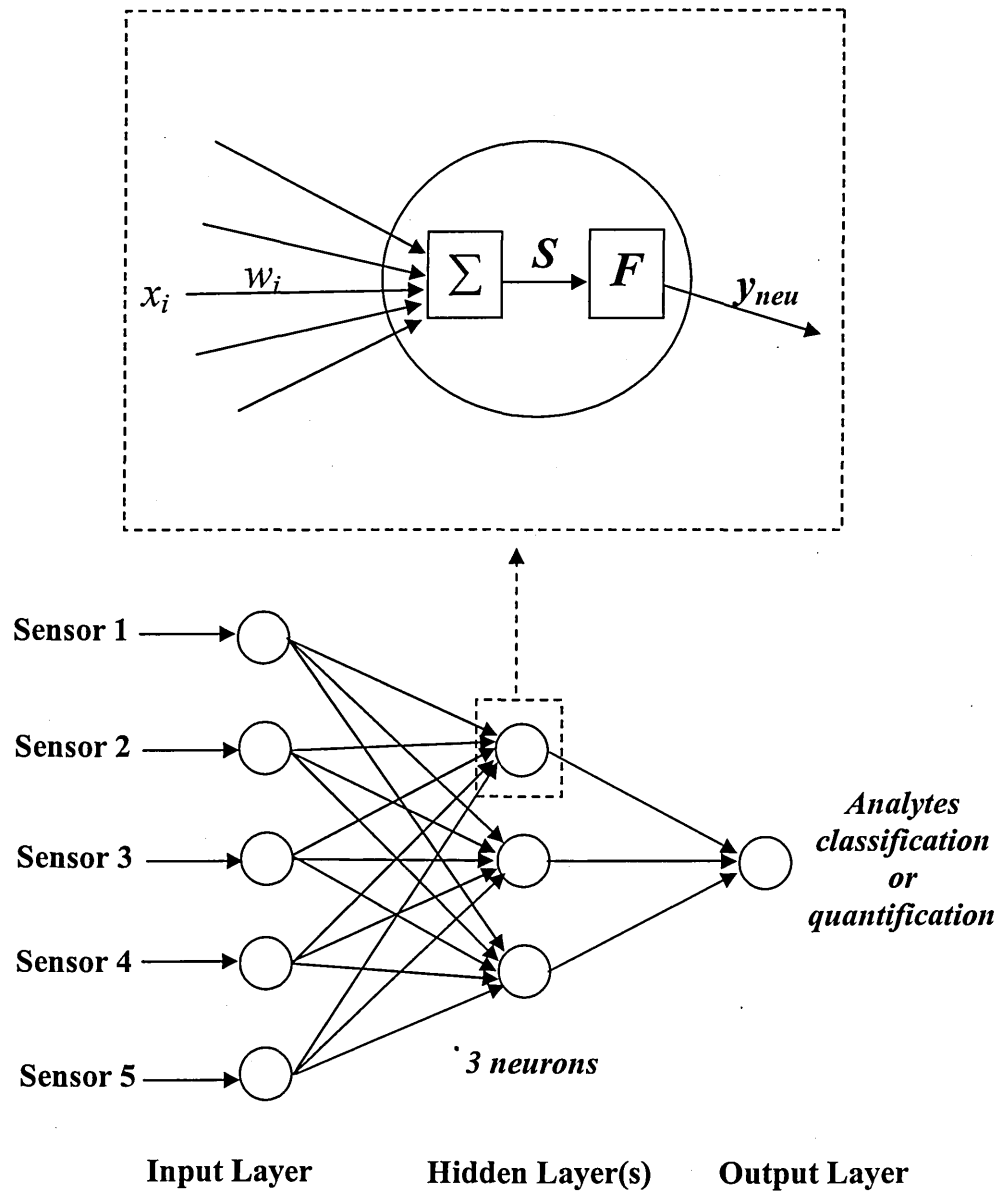 x_i
w_i
Σ
S
F
y_neu
Sensor 1
Sensor 2
Sensor 3
Sensor 4
Sensor 5
Analytes
classification
or
quantification
3 neurons
Input Layer
Hidden Layer(s)
Output Layer